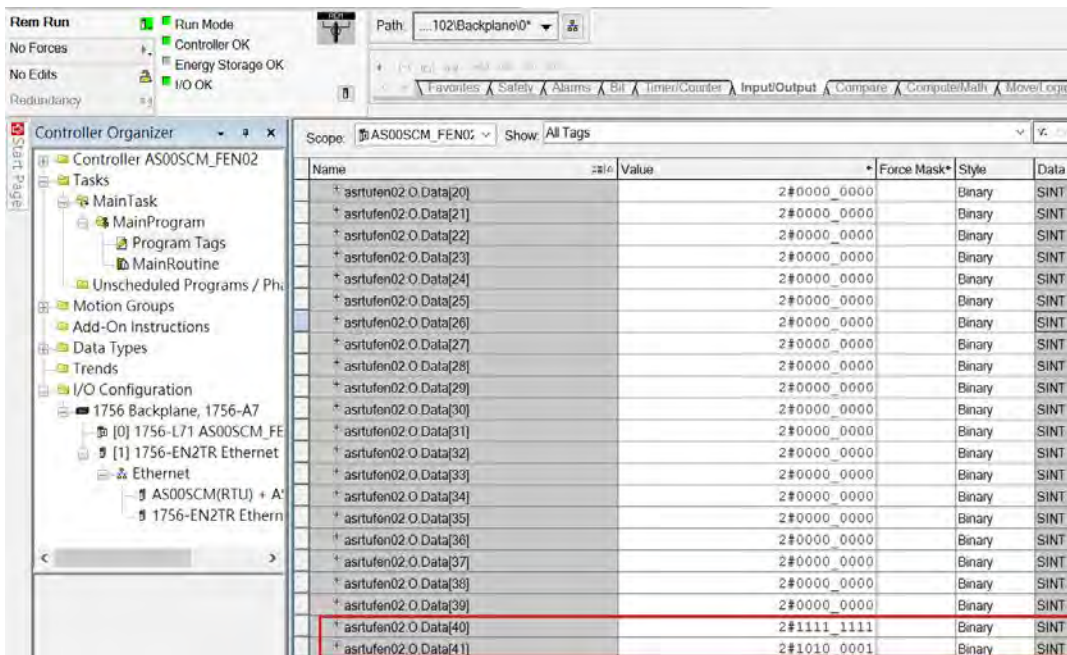 Rem Run
No Forces
No Edits
Redundancy
Run Mode
Controller OK
Energy Storage OK
I/O OK
Path: ....102\Backplane\0*
Favorites Safety Alarms Bit Timer/Counter Input/Output Compare Compute/Math Move/Logic
Start Page
Controller Organizer
Controller AS00SCM_FEN02
Tasks
MainTask
MainProgram
Program Tags
MainRoutine
Unscheduled Programs / Pha
Motion Groups
Add-On Instructions
Data Types
Trends
I/O Configuration
1756 Backplane, 1756-A7
[0] 1756-L71 AS00SCM_FE
[1] 1756-EN2TR Ethernet
Ethernet
AS00SCM(RTU) + A
1756-EN2TR Ethern
Scope: AS00SCM_FEN02 Show: All Tags
Name Value Force Mask Style Data
+ asrtufen02:O.Data[20] 2#0000_0000 Binary SINT
+ asrtufen02:O.Data[21] 2#0000_0000 Binary SINT
+ asrtufen02:O.Data[22] 2#0000_0000 Binary SINT
+ asrtufen02:O.Data[23] 2#0000_0000 Binary SINT
+ asrtufen02:O.Data[24] 2#0000_0000 Binary SINT
+ asrtufen02:O.Data[25] 2#0000_0000 Binary SINT
+ asrtufen02:O.Data[26] 2#0000_0000 Binary SINT
+ asrtufen02:O.Data[27] 2#0000_0000 Binary SINT
+ asrtufen02:O.Data[28] 2#0000_0000 Binary SINT
+ asrtufen02:O.Data[29] 2#0000_0000 Binary SINT
+ asrtufen02:O.Data[30] 2#0000_0000 Binary SINT
+ asrtufen02:O.Data[31] 2#0000_0000 Binary SINT
+ asrtufen02:O.Data[32] 2#0000_0000 Binary SINT
+ asrtufen02:O.Data[33] 2#0000_0000 Binary SINT
+ asrtufen02:O.Data[34] 2#0000_0000 Binary SINT
+ asrtufen02:O.Data[35] 2#0000_0000 Binary SINT
+ asrtufen02:O.Data[36] 2#0000_0000 Binary SINT
+ asrtufen02:O.Data[37] 2#0000_0000 Binary SINT
+ asrtufen02:O.Data[38] 2#0000_0000 Binary SINT
+ asrtufen02:O.Data[39] 2#0000_0000 Binary SINT
+ asrtufen02:O.Data[40] 2#1111_1111 Binary SINT
+ asrtufen02:O.Data[41] 2#1010_0001 Binary SINT